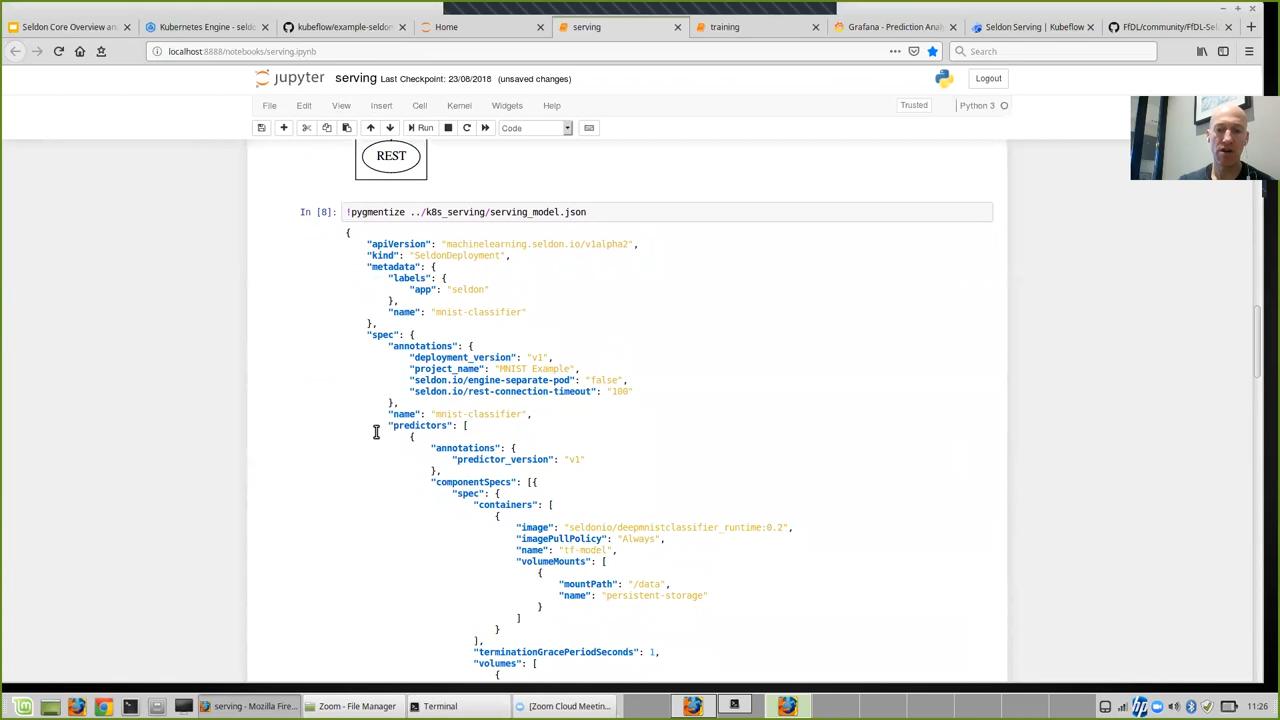 Seldon Core Overview an
Kubernetes Engine - seldo
kubeflow/example-seldon
Home
serving
training
Grafana - Prediction Anal
Seldon Serving | Kubeflow
FfDL/community/FfDL-Sel
localhost:8888/notebooks/serving.ipynb
Search
jupyter serving Last Checkpoint: 23/08/2018 (unsaved changes)
Logout
File Edit View Insert Cell Kernel Widgets Help
Trusted
Python 3
Run
Code
REST
In [8]: !pygmentize ../k8s_serving/serving_model.json
{
"apiVersion": "machinelearning.seldon.io/v1alpha2",
"kind": "SeldonDeployment",
"metadata": {
"labels": {
"app": "seldon"
},
"name": "mnist-classifier"
},
"spec": {
"annotations": {
"deployment_version": "v1",
"project_name": "MNIST Example",
"seldon.io/engine-separate-pod": "false",
"seldon.io/rest-connection-timeout": "100"
},
"name": "mnist-classifier",
"predictors": [
{
"annotations": {
"predictor_version": "v1"
},
"componentSpecs": [{
"spec": {
"containers": [
{
"image": "seldonio/deepmnistclassifier_runtime:0.2",
"imagePullPolicy": "Always",
"name": "tf-model",
"volumeMounts": [
{
"mountPath": "/data",
"name": "persistent-storage"
}
]
}
],
"terminationGracePeriodSeconds": 1,
"volumes": [
{
serving - Mozilla Fire...
Zoom - File Manager
Terminal
[Zoom Cloud Meetin...
11:26